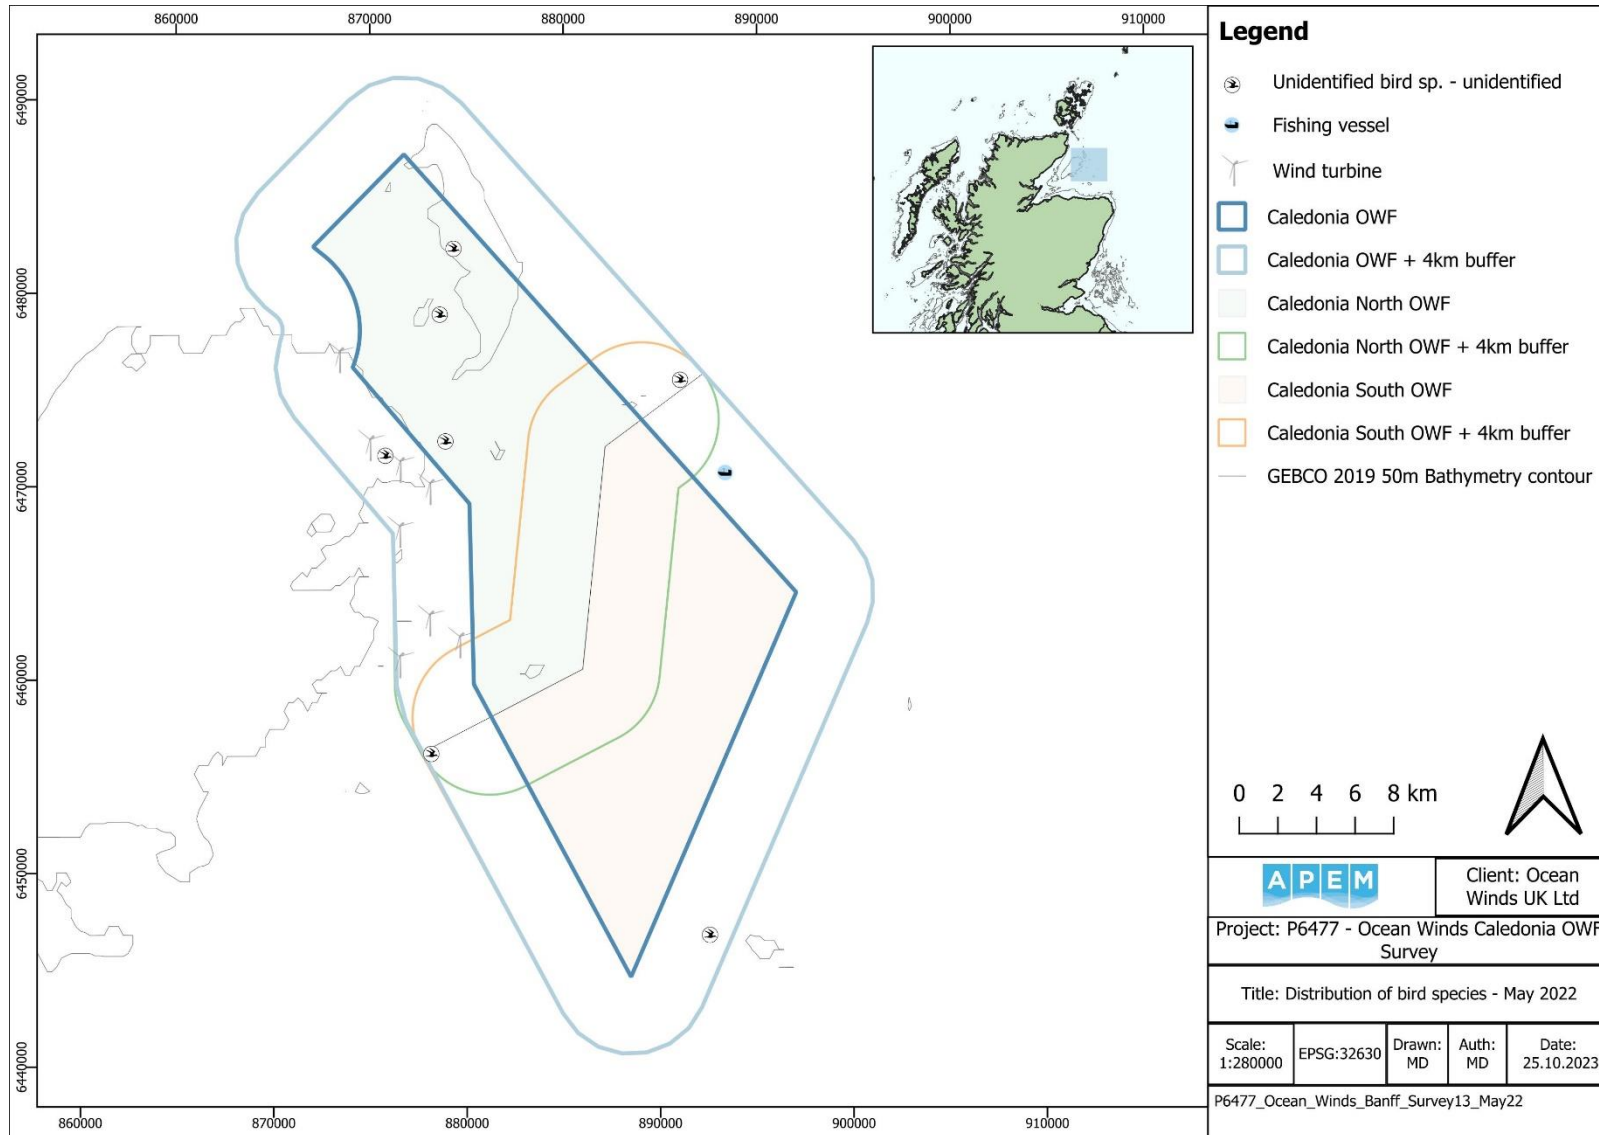 860000 870000 880000 890000 900000 910000
6490000
6480000
6470000
6460000
6450000
6440000
860000 870000 880000 890000 900000 910000
Legend
Unidentified bird sp. - unidentified
Fishing vessel
Wind turbine
Caledonia OWF
Caledonia OWF + 4km buffer
Caledonia North OWF
Caledonia North OWF + 4km buffer
Caledonia South OWF
Caledonia South OWF + 4km buffer
GEBCO 2019 50m Bathymetry contour
0 2 4 6 8 km
APEM
Client: Ocean
Winds UK Ltd
Project: P6477 - Ocean Winds Caledonia OWF
Survey
Title: Distribution of bird species - May 2022
Scale:
1:280000
EPSG:32630
Drawn:
MD
Auth:
MD
Date:
25.10.2023
P6477_Ocean_Winds_Banff_Survey13_May22